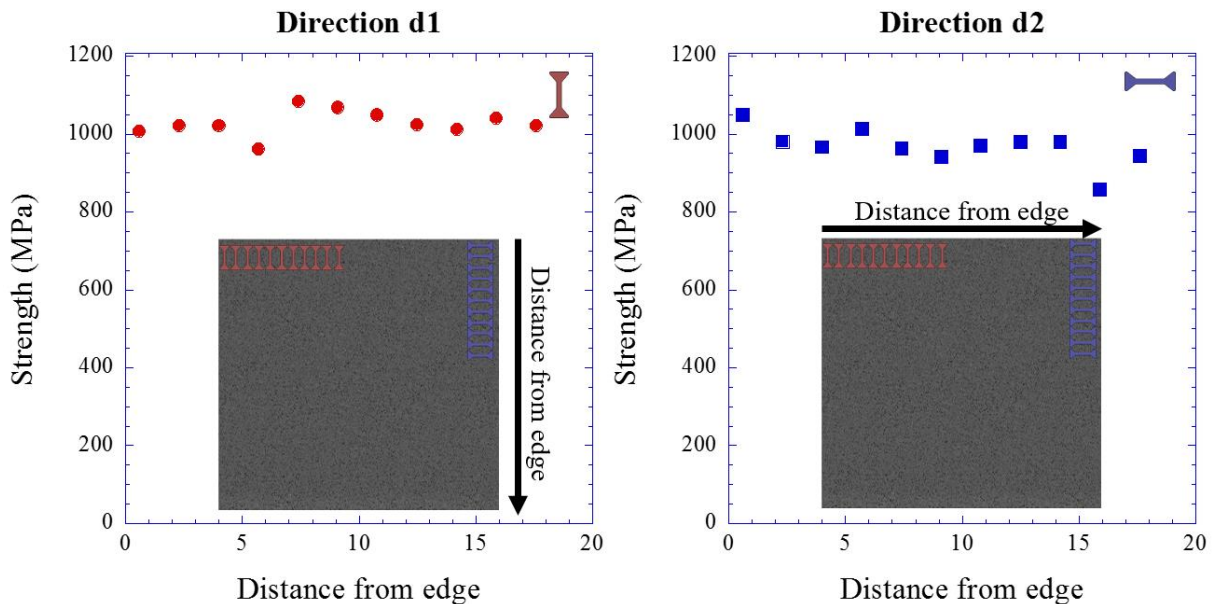 Direction d1
1200
1000
800
600
400
200
0
Strength (MPa)
Distance from edge
0 5 10 15 20
Distance from edge
Direction d2
1200
1000
800
600
400
200
0
Strength (MPa)
Distance from edge
0 5 10 15 20
Distance from edge